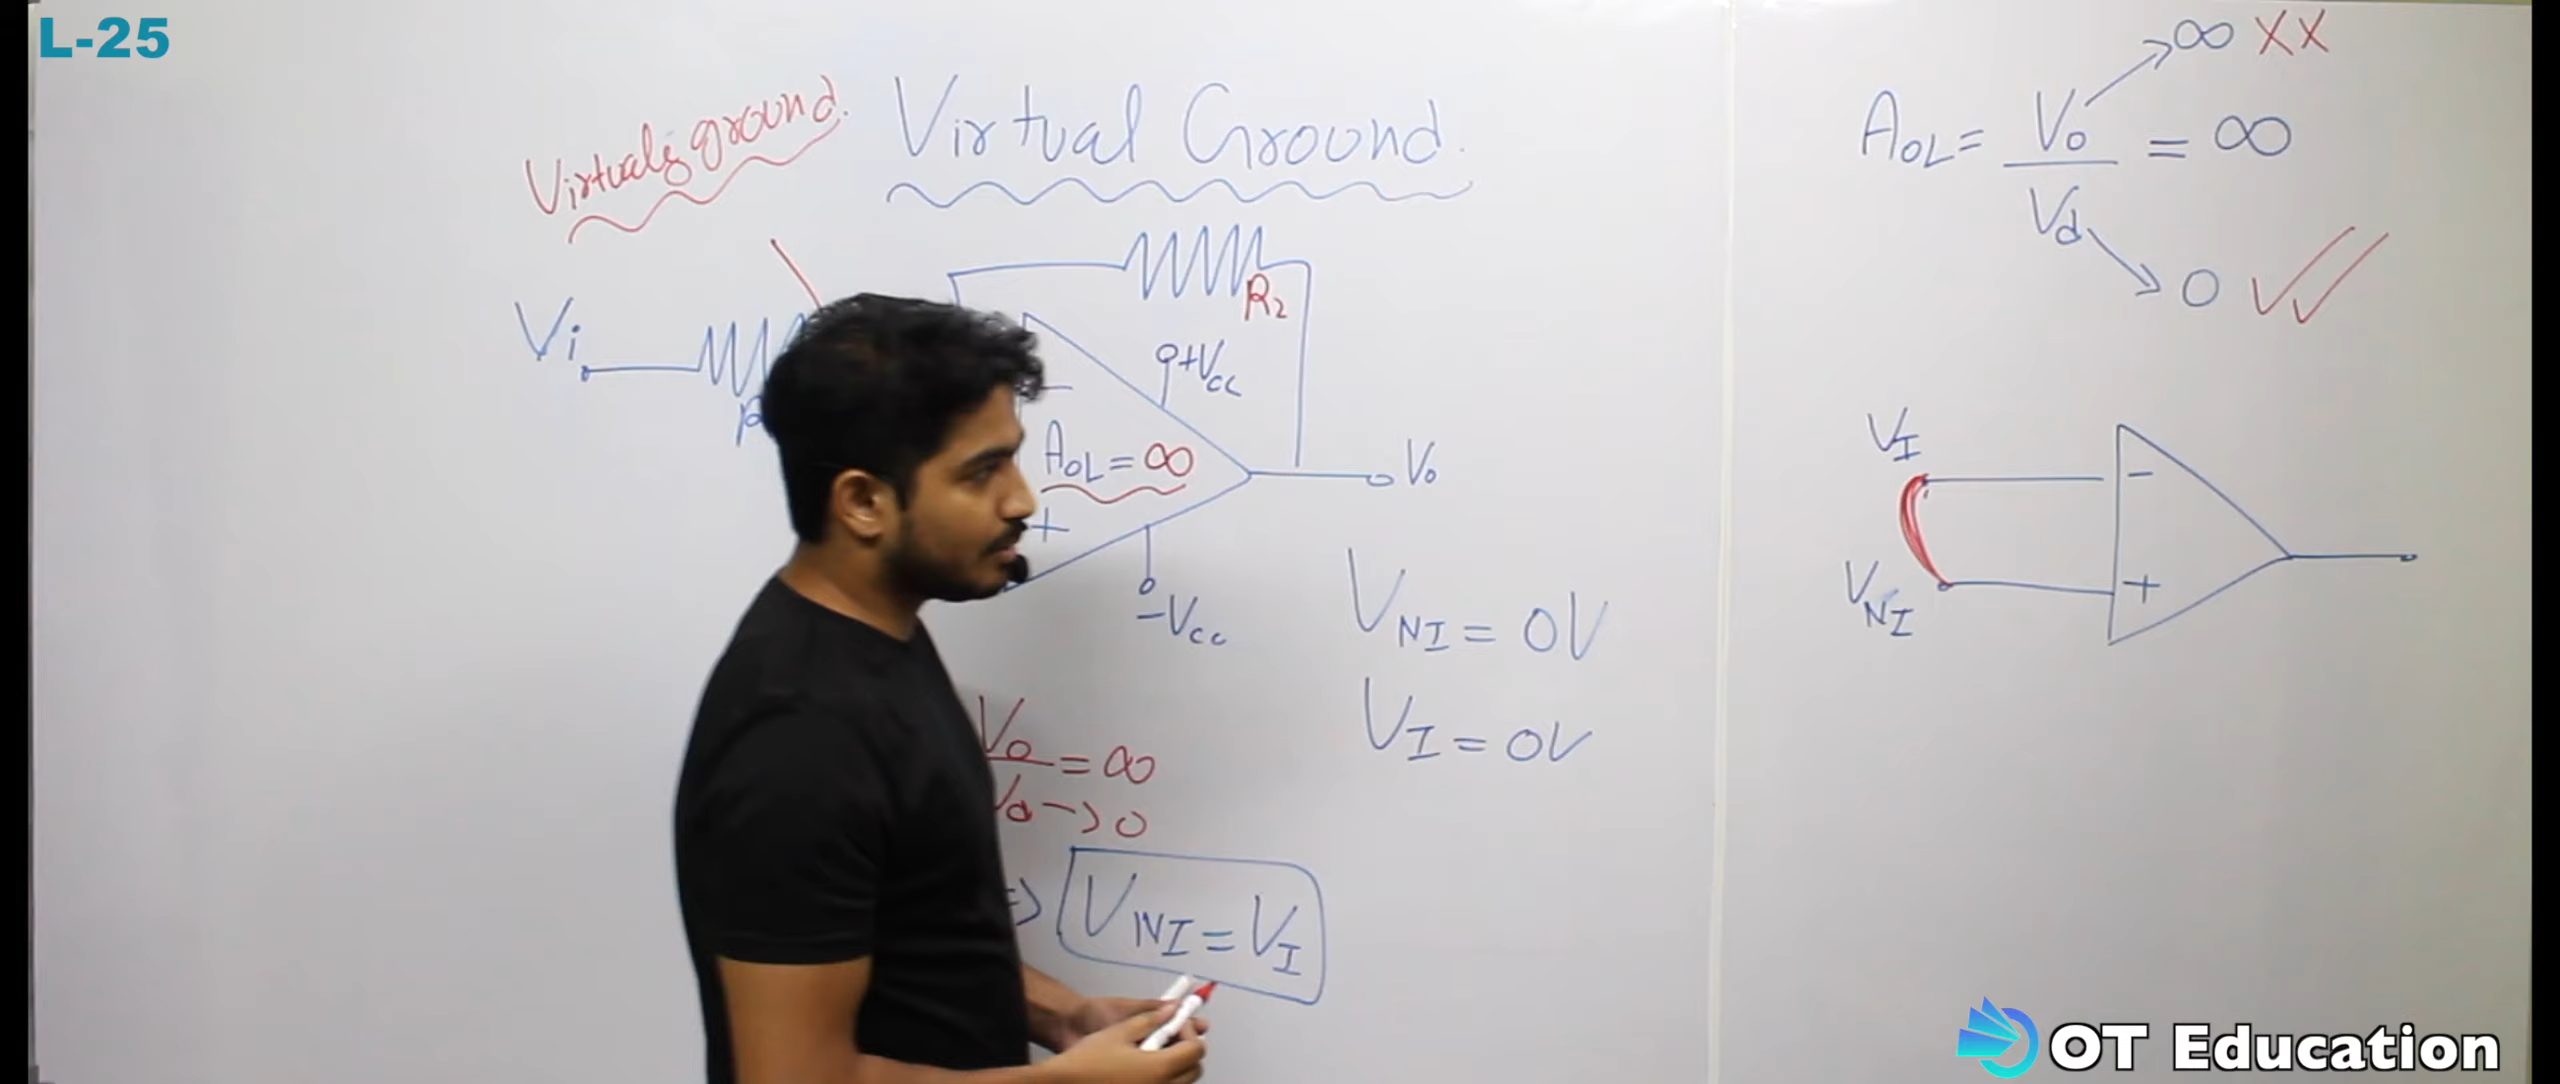 L-25
Virtual ground.
Virtual Ground.
R2
Vi
+Vcc
AOL = ∞
Vo
−
+
-Vcc
VNI = 0V
VI = 0V
Vo = ∞
Vd → 0
⇒ VNI = VI
∞ XX
AOL = Vo = ∞
Vd
0 ✓✓
VI
−
VNI
+
OT Education